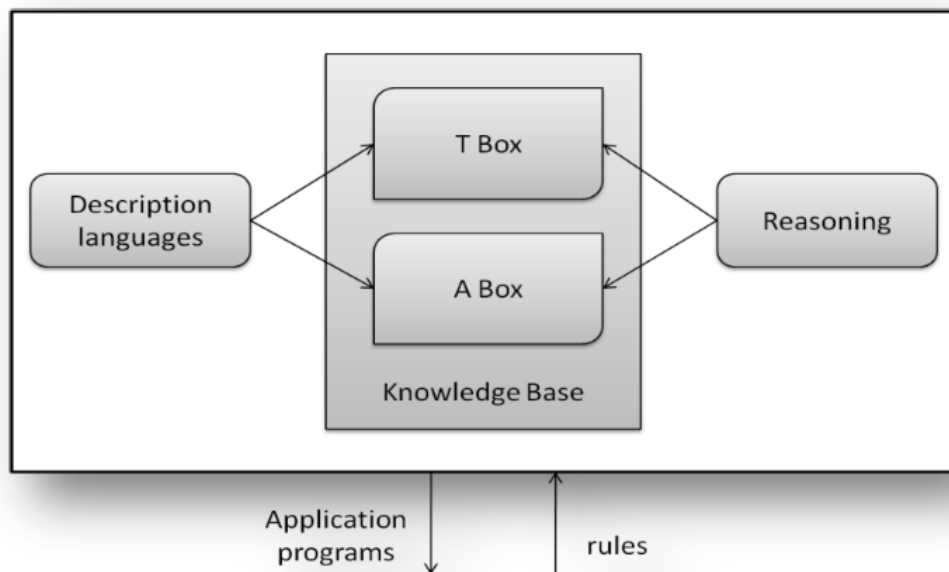 T Box
Description
languages
Reasoning
A Box
Knowledge Base
Application
programs
rules